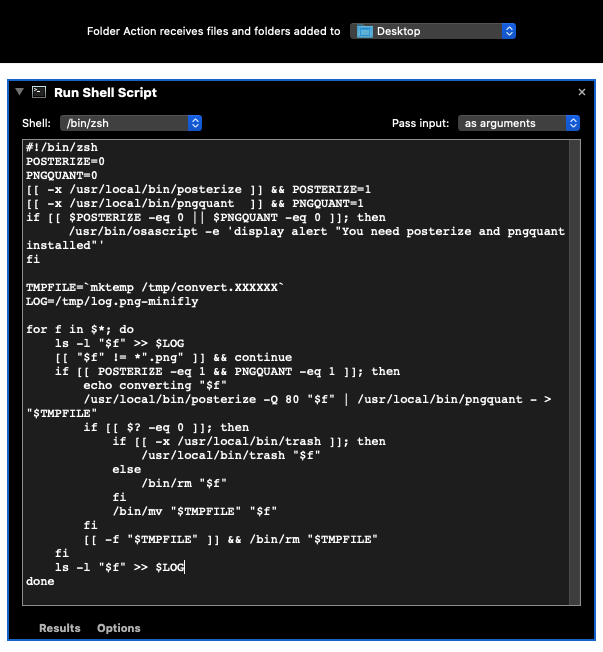 Folder Action receives files and folders added to Desktop
Run Shell Script
Shell: /bin/zsh Pass input: as arguments
#!/bin/zsh
POSTERIZE=0
PNGQUANT=0
[[ -x /usr/local/bin/posterize ]] && POSTERIZE=1
[[ -x /usr/local/bin/pngquant  ]] && PNGQUANT=1
if [[ $POSTERIZE -eq 0 || $PNGQUANT -eq 0 ]]; then
      /usr/bin/osascript -e 'display alert "You need posterize and pngquant
installed"'
fi

TMPFILE=`mktemp /tmp/convert.XXXXXX`
LOG=/tmp/log.png-minifly

for f in $*; do
    ls -l "$f" >> $LOG
    [[ "$f" != *".png" ]] && continue
    if [[ POSTERIZE -eq 1 && PNGQUANT -eq 1 ]]; then
        echo converting "$f"
        /usr/local/bin/posterize -Q 80 "$f" | /usr/local/bin/pngquant - >
"$TMPFILE"
        if [[ $? -eq 0 ]]; then
            if [[ -x /usr/local/bin/trash ]]; then
                /usr/local/bin/trash "$f"
            else
                /bin/rm "$f"
            fi
            /bin/mv "$TMPFILE" "$f"
        fi
        [[ -f "$TMPFILE" ]] && /bin/rm "$TMPFILE"
    fi
    ls -l "$f" >> $LOG
done
Results Options